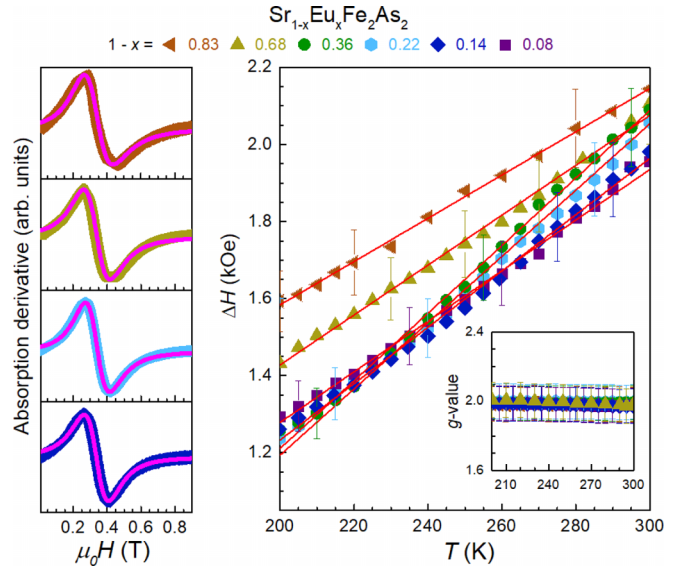 Sr₁₋ₓEuₓFe₂As₂
1 - x = 0.83 0.68 0.36 0.22 0.14 0.08
Absorption derivative (arb. units)
0.2 0.4 0.6 0.8
μ₀H (T)
ΔH (kOe)
2.2
2.0
1.8
1.6
1.4
1.2
200 220 240 260 280 300
T (K)
g-value
2.4
2.0
1.6
210 240 270 300